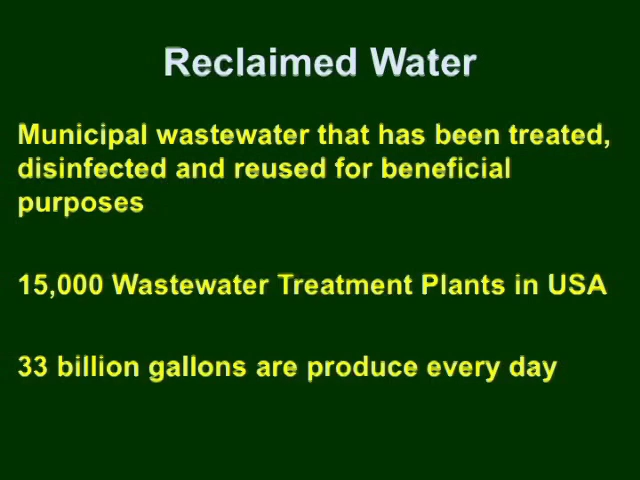 Reclaimed Water
Municipal wastewater that has been treated,
disinfected and reused for beneficial
purposes
15,000 Wastewater Treatment Plants in USA
33 billion gallons are produce every day